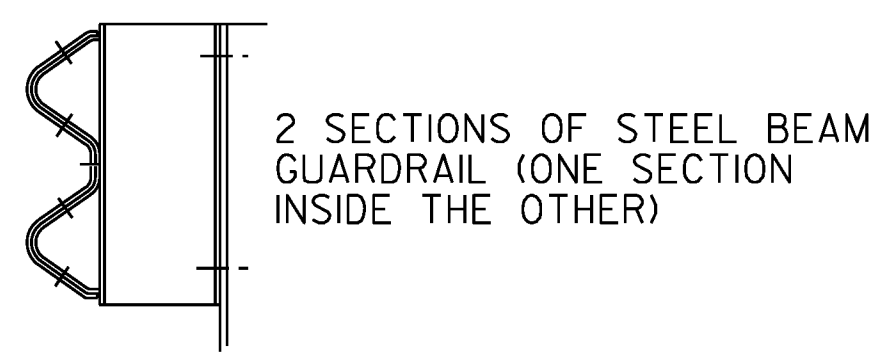 2 SECTIONS OF STEEL BEAM
GUARDRAIL (ONE SECTION
INSIDE THE OTHER)